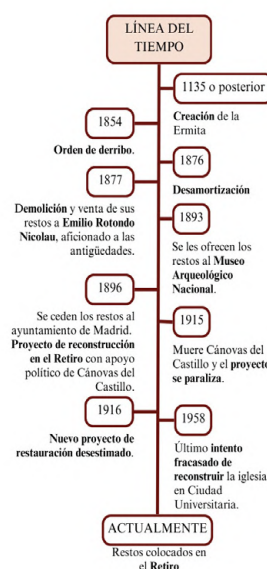 LÍNEA DEL
TIEMPO
1135 o posterior
Creación de la
Ermita
1854
Orden de derribo.
1876
Desamortización
1877
Demolición y venta de sus
restos a Emilio Rotondo
Nicolau, aficionado a las
antigüedades.
1893
Se les ofrecen los
restos al Museo
Arqueológico
Nacional.
1896
Se ceden los restos al
ayuntamiento de Madrid.
Proyecto de reconstrucción
en el Retiro con apoyo
político de Cánovas del
Castillo.
1915
Muere Cánovas del
Castillo y el proyecto
se paraliza.
1916
Nuevo proyecto de
restauración desestimado.
1958
Último intento
fracasado de
reconstruir la iglesia
en Ciudad
Universitaria.
ACTUALMENTE
Restos colocados en
el Retiro